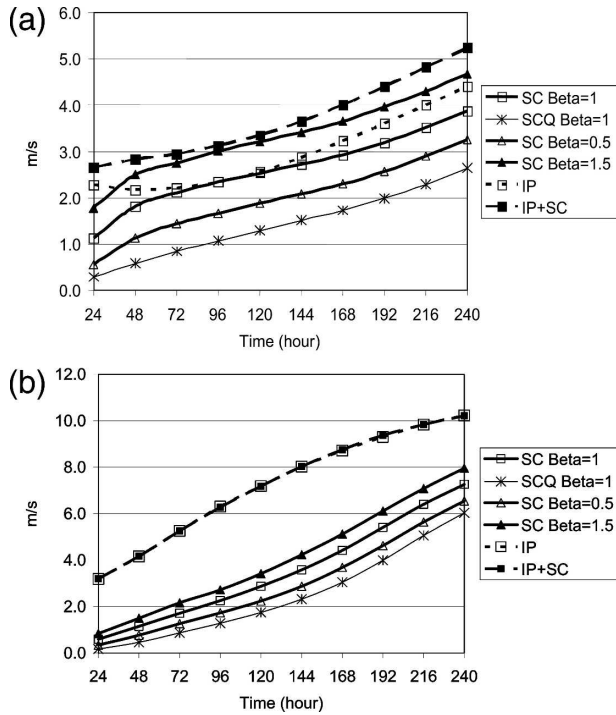 (a)
6.0
5.0
4.0
3.0
2.0
1.0
0.0
m/s
24 48 72 96 120 144 168 192 216 240
Time (hour)
SC Beta=1
SCQ Beta=1
SC Beta=0.5
SC Beta=1.5
IP
IP+SC
(b)
12.0
10.0
8.0
6.0
4.0
2.0
0.0
m/s
24 48 72 96 120 144 168 192 216 240
Time (hour)
SC Beta=1
SCQ Beta=1
SC Beta=0.5
SC Beta=1.5
IP
IP+SC